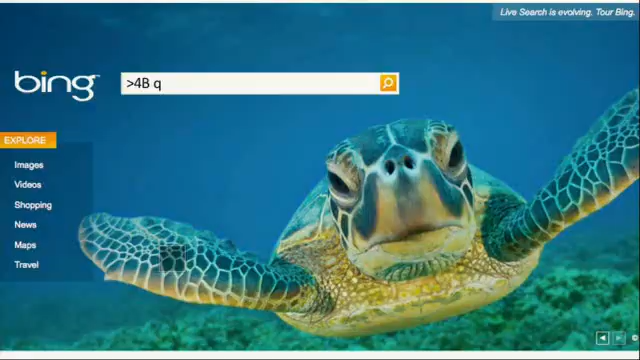 Live Search is evolving. Tour Bing.
bing
>4B q
EXPLORE
Images
Videos
Shopping
News
Maps
Travel